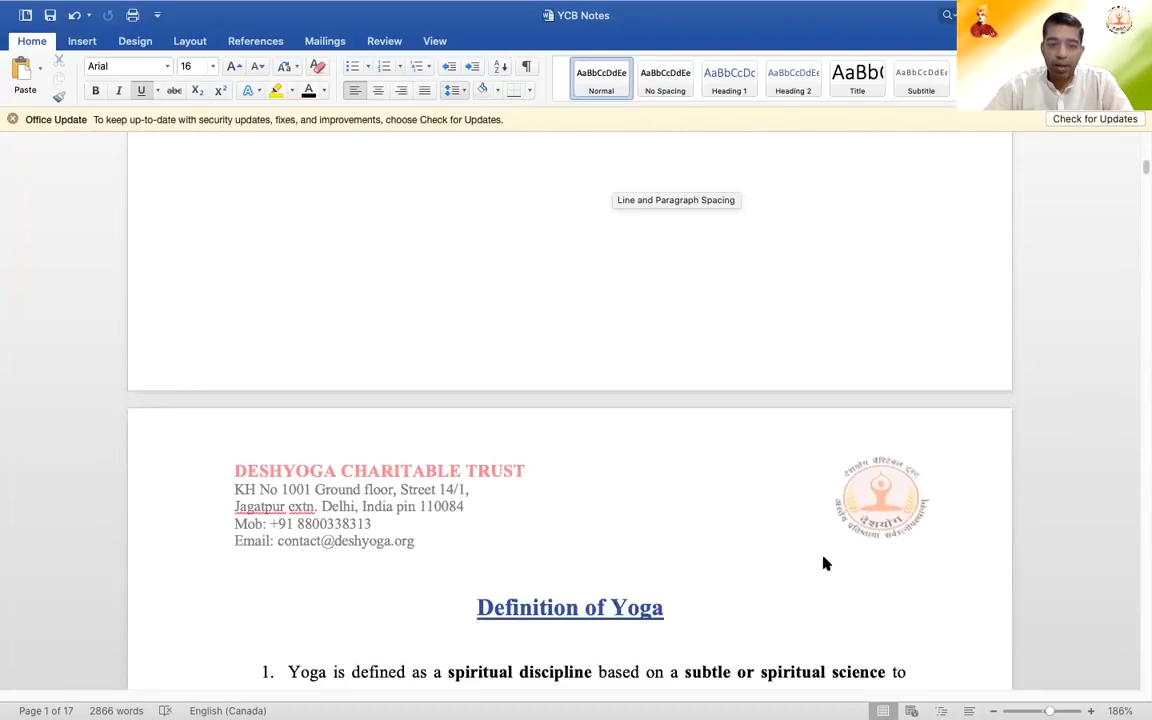 YCB Notes
Home Insert Design Layout References Mailings Review View
Paste
Arial 16
AaBbCcDdEe AaBbCcDdEe AaBbCcDc AaBbCcDdEe AaBb( AaBbCcDdEe
Normal No Spacing Heading 1 Heading 2 Title Subtitle
Office Update To keep up-to-date with security updates, fixes, and improvements, choose Check for Updates. Check for Updates
Line and Paragraph Spacing
DESHYOGA CHARITABLE TRUST
KH No 1001 Ground floor, Street 14/1,
Jagatpur extn. Delhi, India pin 110084
Mob: +91 8800338313
Email: contact@deshyoga.org
देशयोग चैरिटेबल ट्रस्ट
देशयोग
Definition of Yoga
1. Yoga is defined as a spiritual discipline based on a subtle or spiritual science to
Page 1 of 17 2866 words English (Canada) 186%